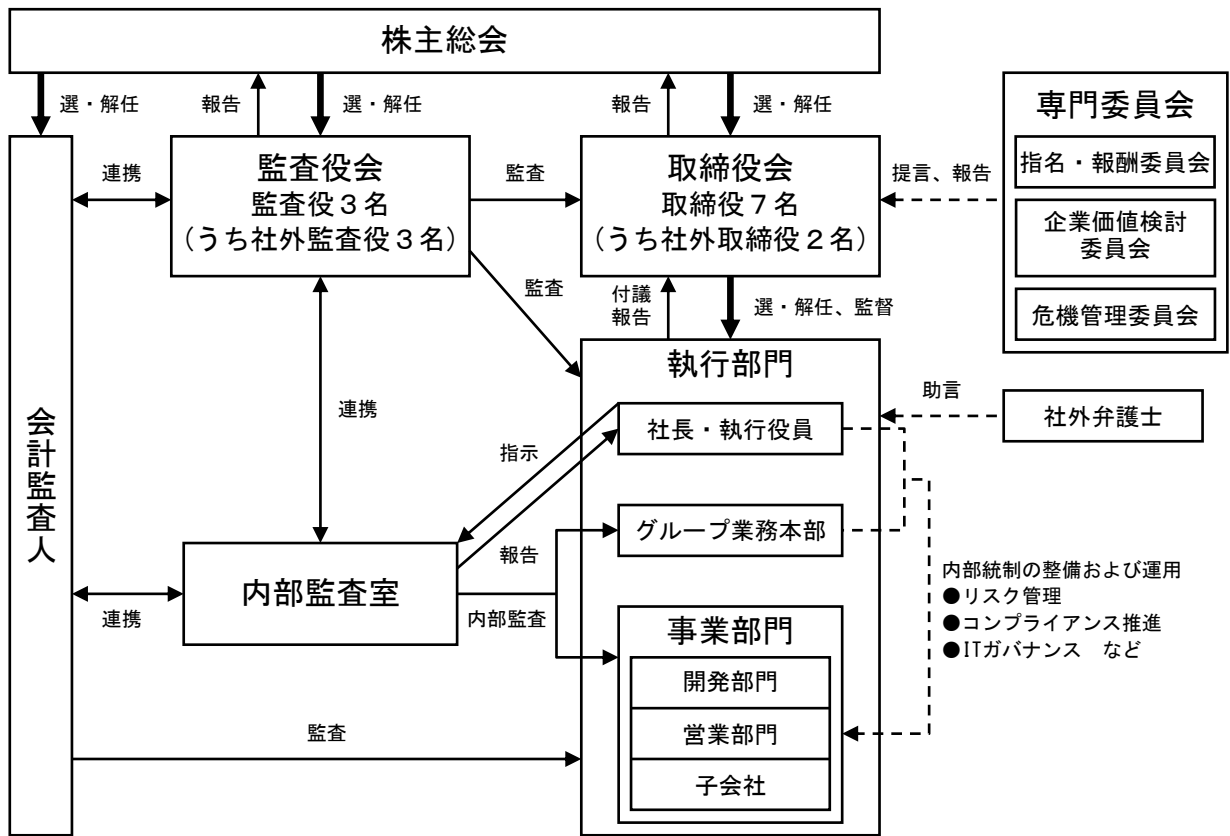 株主総会
選・解任
報告
選・解任
報告
選・解任
専門委員会
指名・報酬委員会
企業価値検討
委員会
危機管理委員会
連携
監査役会
監査役３名
(うち社外監査役３名)
監査
取締役会
取締役７名
(うち社外取締役２名)
提言、報告
監査
付議
報告
選・解任、監督
執行部門
会計監査人
連携
指示
社長・執行役員
助言
社外弁護士
報告
グループ業務本部
連携
内部監査室
内部監査
内部統制の整備および運用
●リスク管理
●コンプライアンス推進
●ITガバナンス　など
事業部門
開発部門
営業部門
子会社
監査